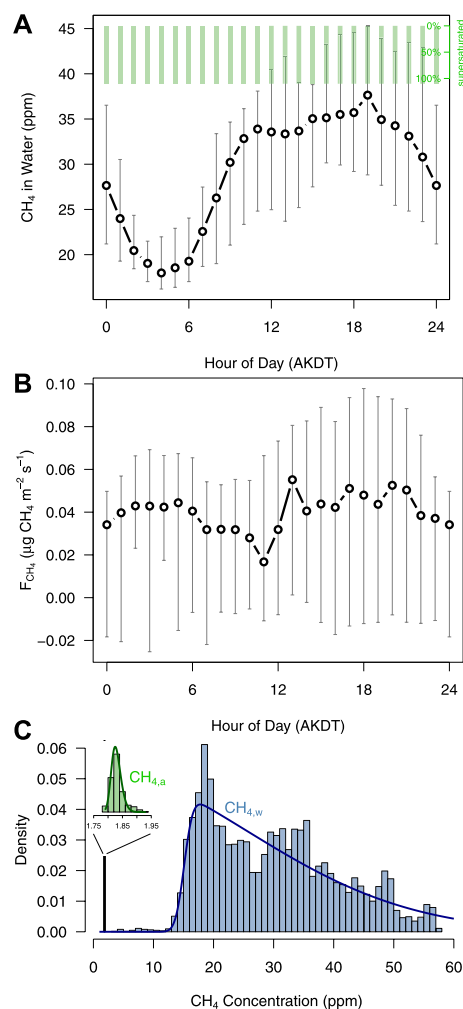 A
45
40
35
30
25
20
CH₄ in Water (ppm)
0%
50%
100%
supersaturated
0 6 12 18 24
Hour of Day (AKDT)
B
0.10
0.08
0.06
0.04
0.02
0.00
−0.02
F_CH₄ (µg CH₄ m⁻² s⁻¹)
0 6 12 18 24
Hour of Day (AKDT)
C
0.06
0.05
0.04
0.03
0.02
0.01
0.00
Density
CH₄,a
1.75 1.85 1.95
CH₄,w
0 10 20 30 40 50 60
CH₄ Concentration (ppm)